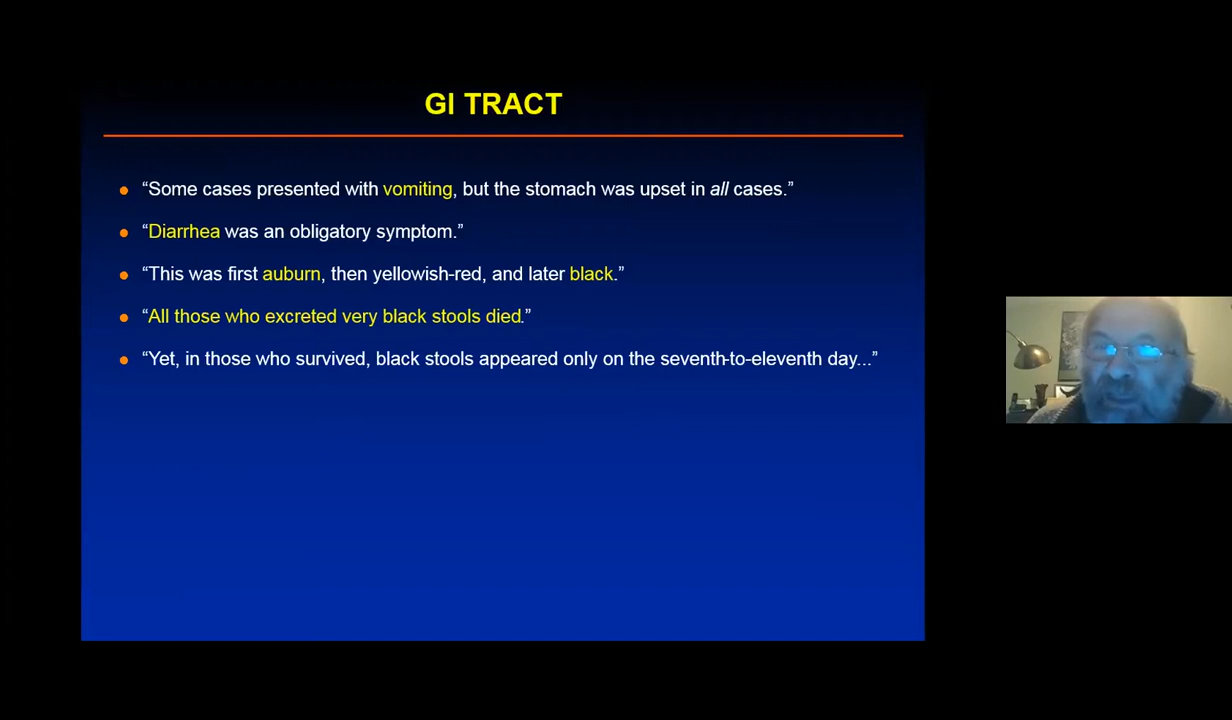 GI TRACT
“Some cases presented with vomiting, but the stomach was upset in all cases.”
“Diarrhea was an obligatory symptom.”
“This was first auburn, then yellowish-red, and later black.”
“All those who excreted very black stools died.”
“Yet, in those who survived, black stools appeared only on the seventh-to-eleventh day...”